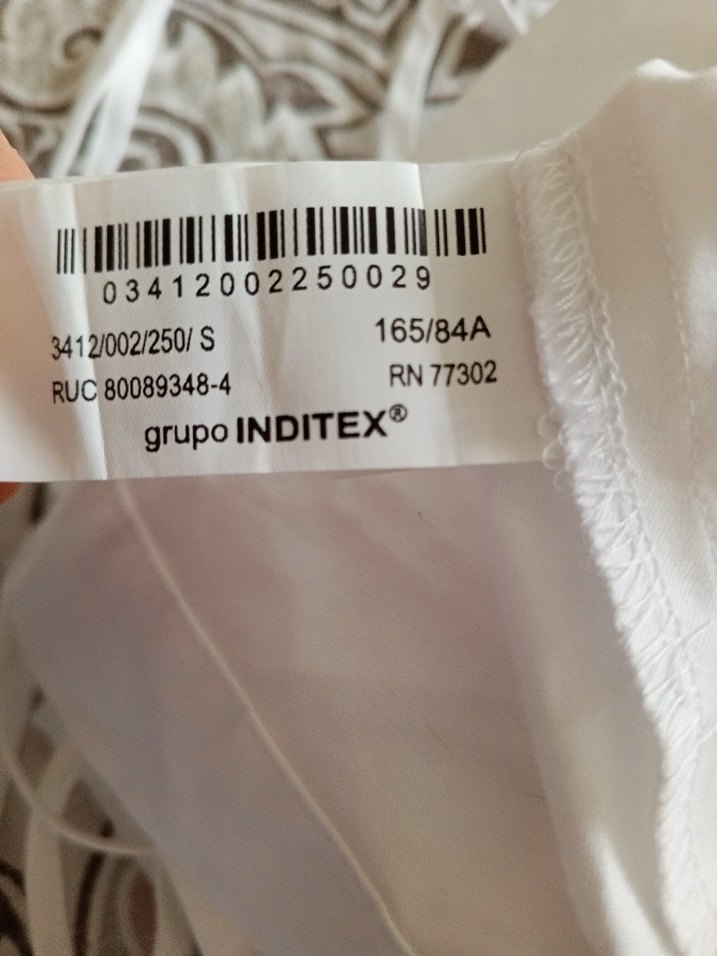 03412002250029
3412/002/250/ S
165/84A
RUC 80089348-4
RN 77302
grupo INDITEX®